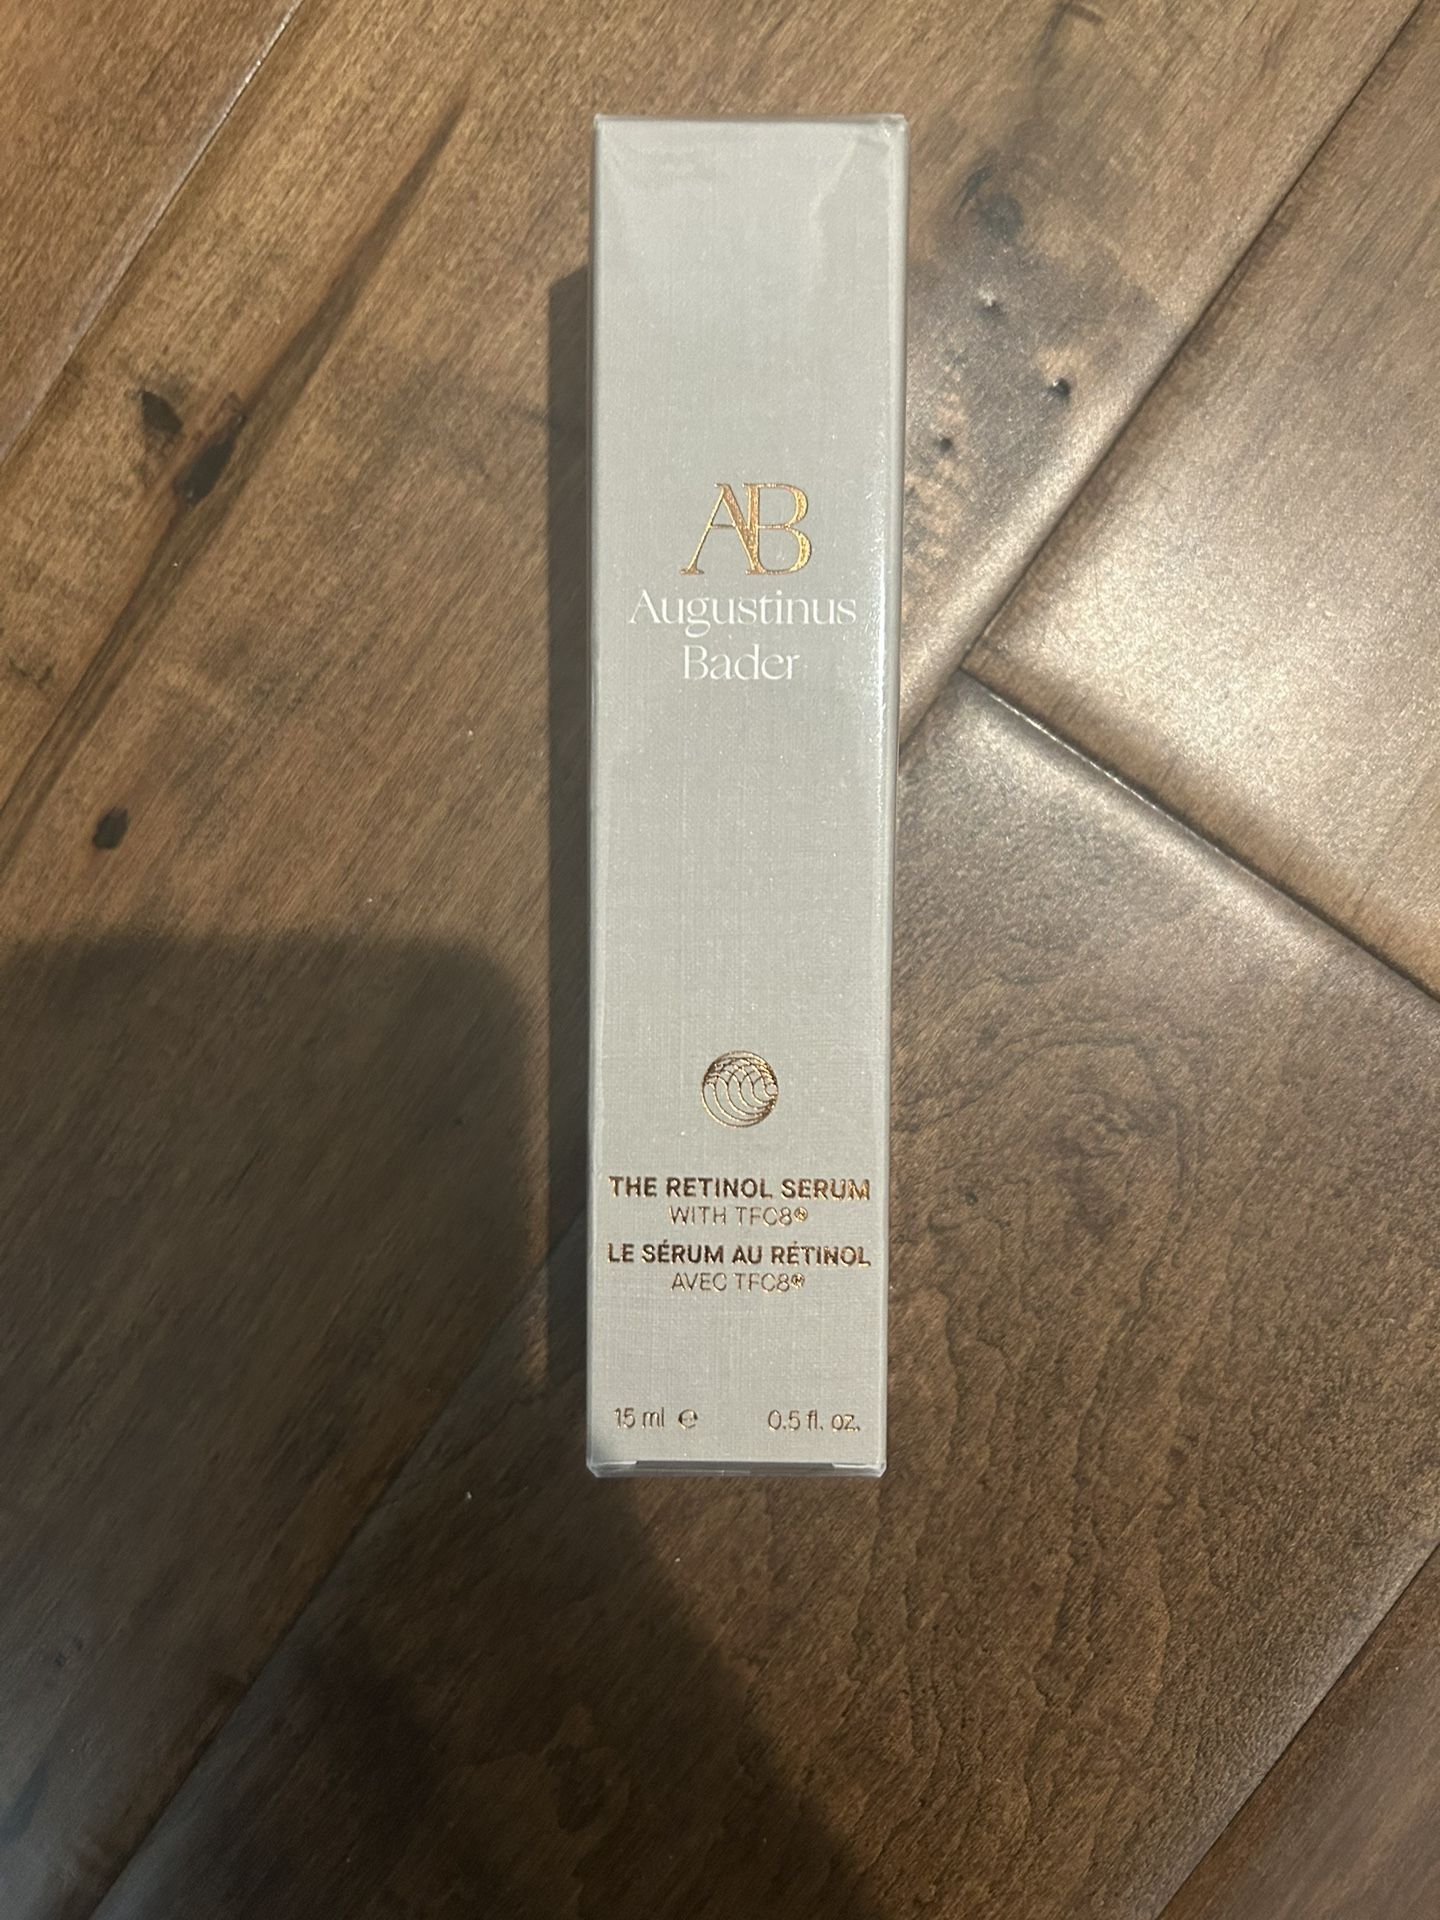 AB
Augustinus
Bader
THE RETINOL SERUM
WITH TFC8®
LE SÉRUM AU RÉTINOL
AVEC TFC8®
15 ml ℮ 0.5 fl. oz.